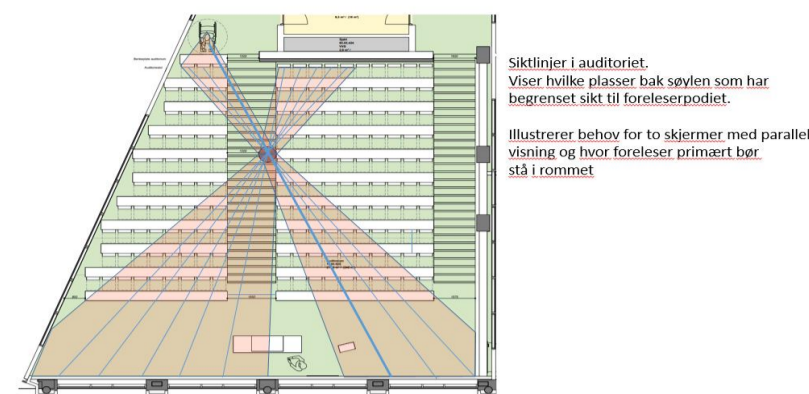 Siktlinjer i auditoriet.
Viser hvilke plasser bak søylen som har
begrenset sikt til foreleserpodiet.
Illustrerer behov for to skjermer med parallel
visning og hvor foreleser primært bør
stå i rommet